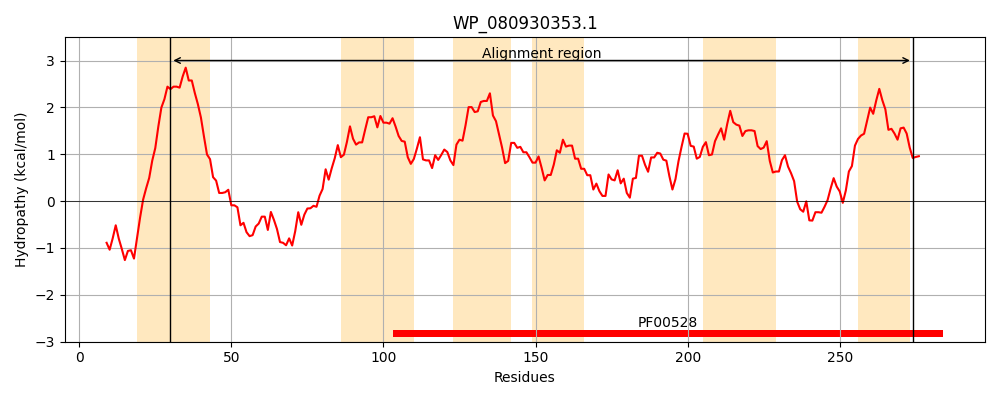 WP_080930353.1
Alignment region
3
2
1
0
−1
−2
−3
Hydropathy (kcal/mol)
PF00528
0
50
100
150
200
250
Residues